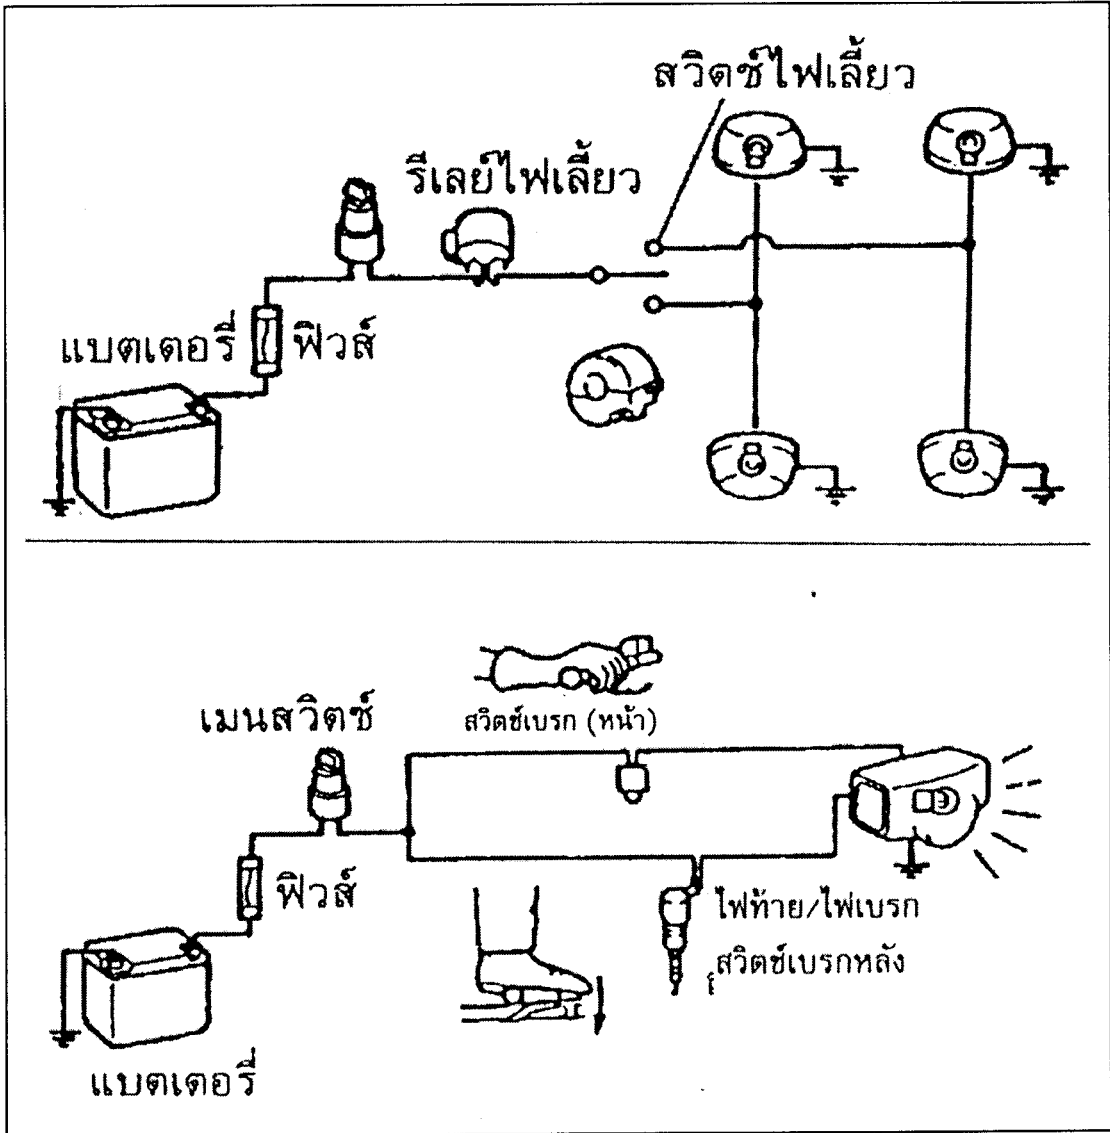 สวิตช์ไฟเลี้ยว
รีเลย์ไฟเลี้ยว
แบตเตอรี่
ฟิวส์
สวิตช์เบรก (หน้า)
เมนสวิตช์
ฟิวส์
ไฟท้าย/ไฟเบรก
สวิตช์เบรกหลัง
แบตเตอรี่